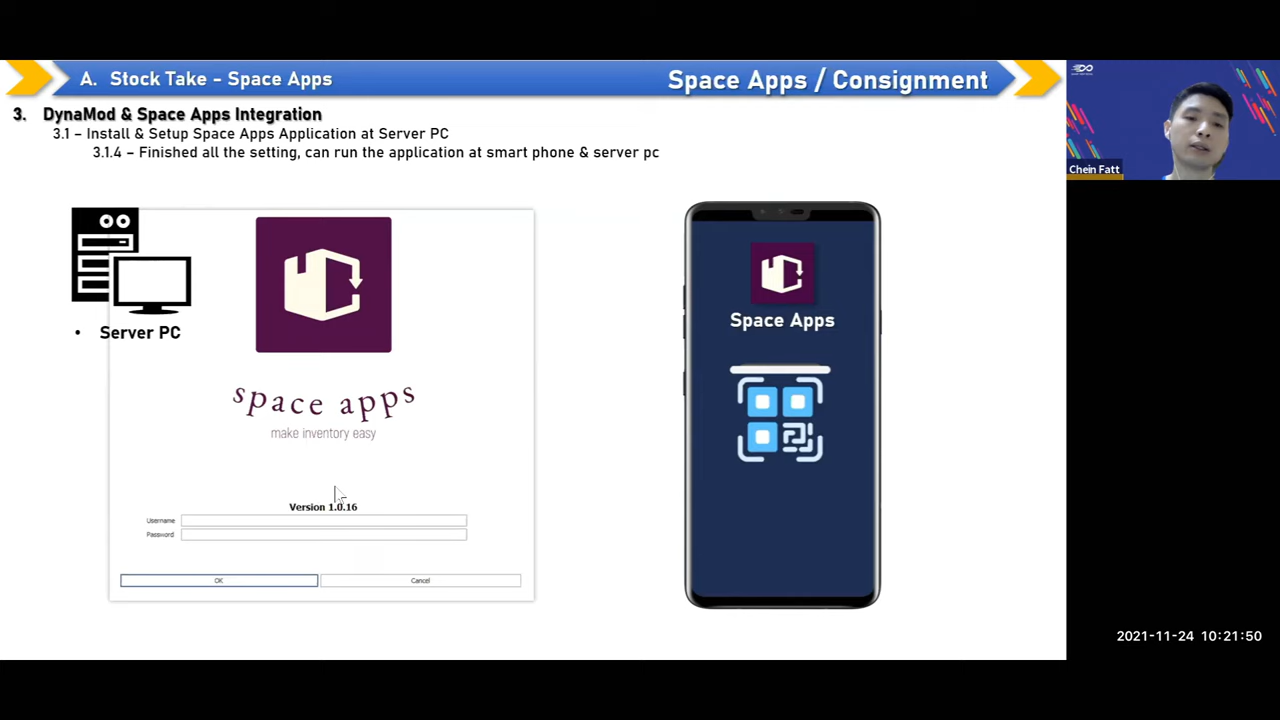 A. Stock Take - Space Apps
Space Apps / Consignment
3. DynaMod & Space Apps Integration
3.1 – Install & Setup Space Apps Application at Server PC
3.1.4 – Finished all the setting, can run the application at smart phone & server pc
Chein Fatt
• Server PC
space apps
make inventory easy
Version 1.0.16
Username
Password
OK
Cancel
Space Apps
2021-11-24 10:21:50